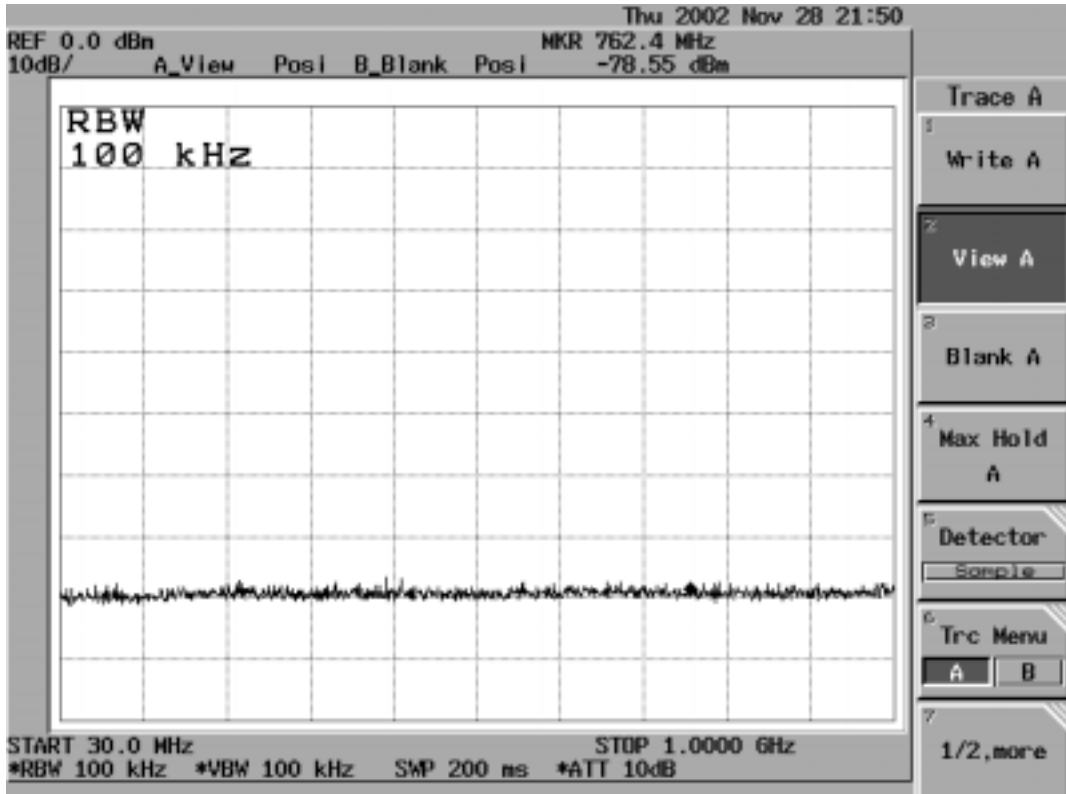 Thu 2002 Nov 28 21:50
REF 0.0 dBm MKR 762.4 MHz
10dB/ A_View Posi B_Blank Posi -78.55 dBm
RBW
100 kHz
START 30.0 MHz STOP 1.0000 GHz
*RBW 100 kHz *VBW 100 kHz SWP 200 ms *ATT 10dB
Trace A
1
Write A
2
View A
3
Blank A
4
Max Hold
A
5
Detector
Sample
6
Trc Menu
A B
7
1/2,more